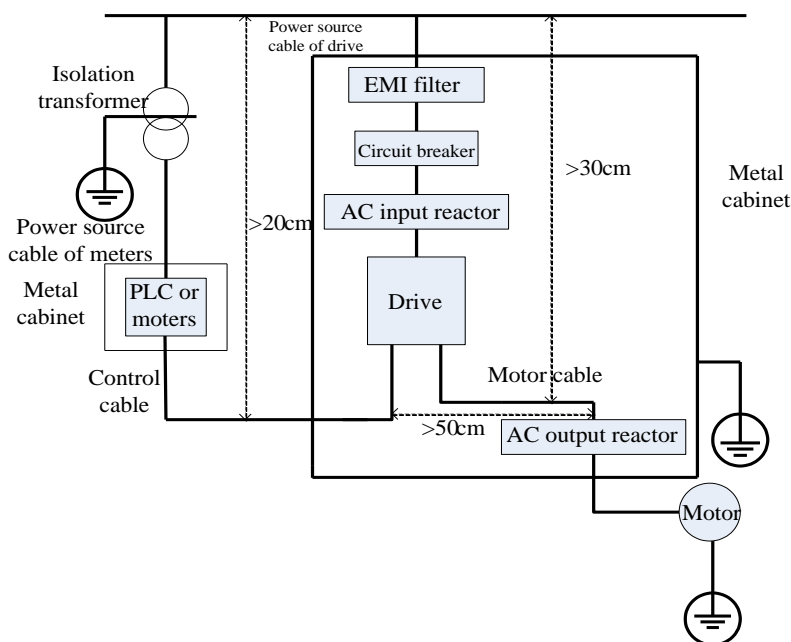 Power source
cable of drive
Isolation
transformer
EMI filter
Circuit breaker
>30cm
Metal
cabinet
AC input reactor
>20cm
Power source
cable of meters
Metal
cabinet
PLC or
moters
Drive
Control
cable
Motor cable
>50cm
AC output reactor
Motor